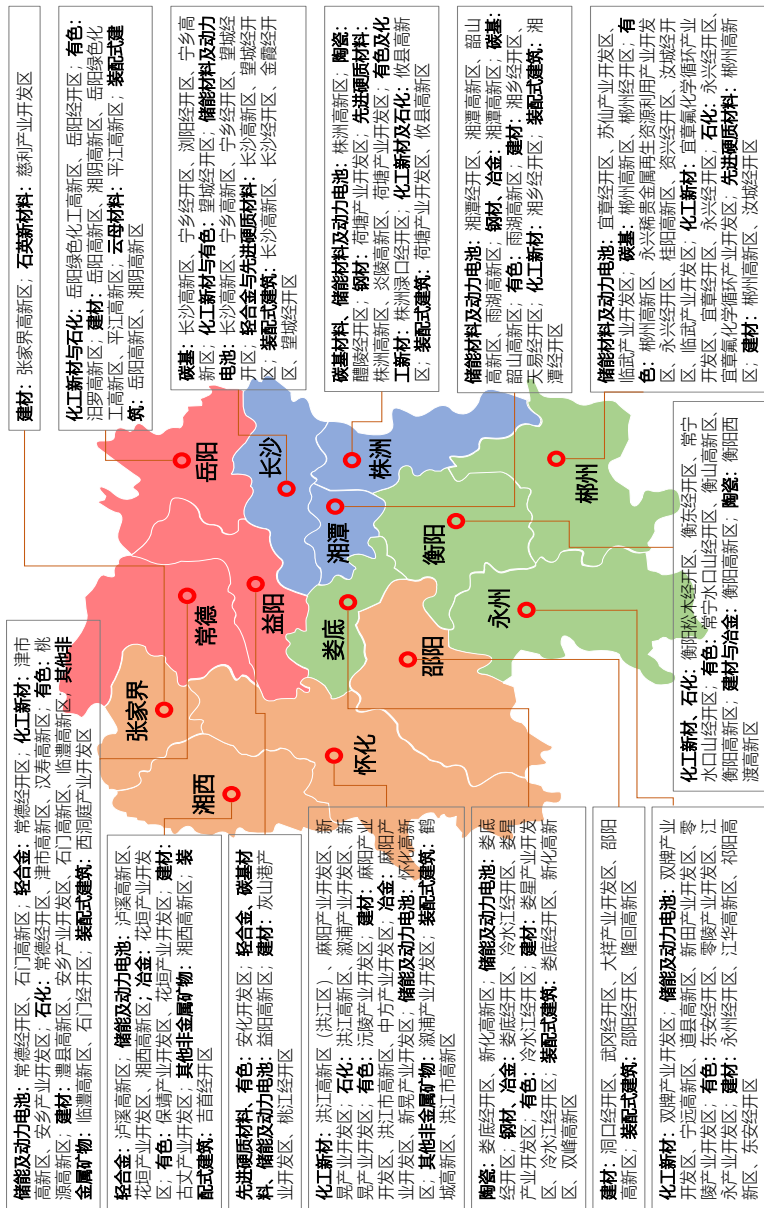 储能及动力电池：常德经开区、石门高新区；轻合金：常德经开区；化工新材：津市
高新区、安乡产业开发区；石化：常德经开区、津市高新区、汉寿高新区；有色：桃
源高新区；建材：澧县高新区、安乡产业开发区、石门高新区、临澧高新区；其他非
金属矿物：临澧高新区、石门经开区；装配式建筑：西洞庭产业开发区
轻合金：泸溪高新区；储能及动力电池：泸溪高新区、
花垣产业开发区、湘西高新区；冶金：花垣产业开发
区；有色：保靖产业开发区、花垣产业开发区；建材：
古丈产业开发区；其他非金属矿物：湘西高新区；装
配式建筑：吉首经开区
先进硬质材料、有色：安化开发区；轻合金、碳基材
料、储能及动力电池：益阳高新区；建材：灰山港产
业开发区、桃江经开区
化工新材：洪江高新区（洪江区）、麻阳产业开发区、新
晃产业开发区；石化：洪江高新区、溆浦产业开发区、新
晃产业开发区；有色：沅陵产业开发区；建材：麻阳产业
开发区、洪江市高新区、中方产业开发区；冶金：麻阳产
业开发区、新晃产业开发区；储能及动力电池：怀化高新
区；其他非金属矿物：溆浦产业开发区；装配式建筑：鹤
城高新区、洪江市高新区
陶瓷：娄底经开区、新化高新区；储能及动力电池：娄底
经开区；钢材、冶金：娄底经开区、冷水江经开区、娄星
产业开发区；有色：冷水江经开区；建材：娄星产业开发
区、冷水江经开区；装配式建筑：娄底经开区、新化高新
区、双峰高新区
建材：洞口经开区、武冈经开区、大祥产业开发区、邵阳
高新区；装配式建筑：邵阳经开区、隆回高新区
化工新材：双牌产业开发区；储能及动力电池：双牌产业
开发区、宁远高新区、道县高新区、新田产业开发区、零
陵产业开发区；有色：东安经开区、零陵产业开发区、江
永产业开发区；建材：永州经开区、江华高新区、祁阳高
新区、东安经开区
张家界
湘西
常德
岳阳
益阳
长沙
怀化
娄底
湘潭
株洲
邵阳
衡阳
永州
郴州
建材：张家界高新区；石英新材料：慈利产业开发区
化工新材与石化：岳阳绿色化工高新区、岳阳经开区；有色：
汨罗高新区；建材：岳阳高新区、湘阴高新区、岳阳绿色化
工高新区、平江高新区；云母材料：平江高新区；装配式建
筑：岳阳高新区、湘阴高新区
碳基：长沙高新区、宁乡经开区、浏阳经开区、宁乡高
新区；化工新材与有色：望城经开区；储能材料及动力
电池：长沙高新区、宁乡高新区、宁乡经开区、望城经
开区；轻合金与先进硬质材料：长沙高新区、望城经开
区；装配式建筑：长沙高新区、长沙经开区、金霞经开区
、望城经开区
碳基材料、储能材料及动力电池：株洲高新区；陶瓷：
醴陵经开区；钢材：荷塘产业开发区；先进硬质材料：
株洲高新区、炎陵高新区、荷塘产业开发区；有色及化
工新材：株洲渌口经开区；化工新材及石化：攸县高新
区；装配式建筑：荷塘产业开发区、攸县高新区
储能材料及动力电池：湘潭经开区、湘潭高新区、韶山
高新区、雨湖高新区；钢材、冶金：湘潭高新区；碳基：
韶山高新区；有色：雨湖高新区；建材：湘乡经开区、
天易经开区；化工新材：湘乡经开区；装配式建筑：湘
潭经开区
储能材料及动力电池：宜章经开区、苏仙产业开发区、
临武产业开发区；碳基：郴州高新区、郴州经开区；有
色：郴州高新区、永兴稀贵金属再生资源利用产业开发
区、永兴经开区、桂阳高新区、资兴经开区、汝城经开
区、临武产业开发区；化工新材：宜章氟化学循环产业
开发区、宜章经开区、永兴经开区；石化：永兴经开区、
宜章氟化学循环产业开发区；先进硬质材料：郴州高新
区；建材：郴州高新区、汝城经开区
化工新材、石化：衡阳松木经开区、衡东经开区、常宁
水口山经开区；有色：常宁水口山经开区、衡山高新区、
衡阳高新区；建材与冶金：衡阳高新区；陶瓷：衡阳西
渡高新区